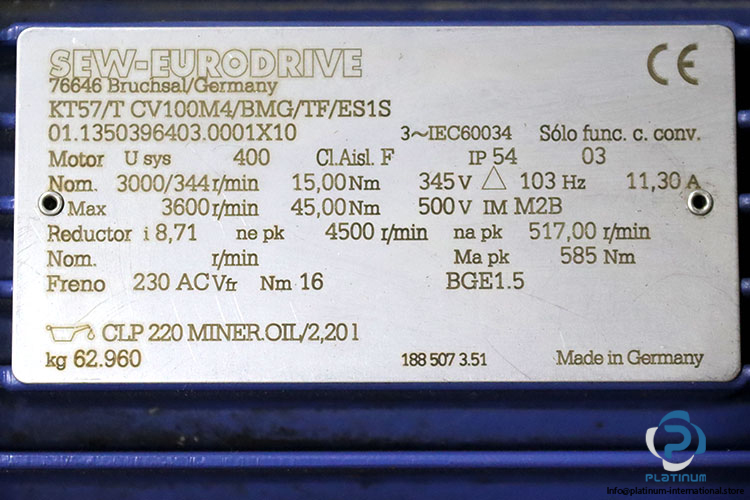 SEW-EURODRIVE
76646 Bruchsal/Germany
CE
KT57/T CV100M4/BMG/TF/ES1S
01.1350396403.0001X10 3~IEC60034 Sólo func. c. conv.
Motor U sys 400 Cl.Aisl. F IP 54 03
Nom. 3000/344 r/min 15,00 Nm 345 V △ 103 Hz 11,30 A
Max 3600 r/min 45,00 Nm 500 V IM M2B
Reductor i 8,71 ne pk 4500 r/min na pk 517,00 r/min
Nom. r/min Ma pk 585 Nm
Freno 230 AC Vfr Nm 16 BGE1.5
CLP 220 MINER.OIL/2,20 l
kg 62.960 188 507 3.51 Made in Germany
PLATINUM
info@platinum-international.store